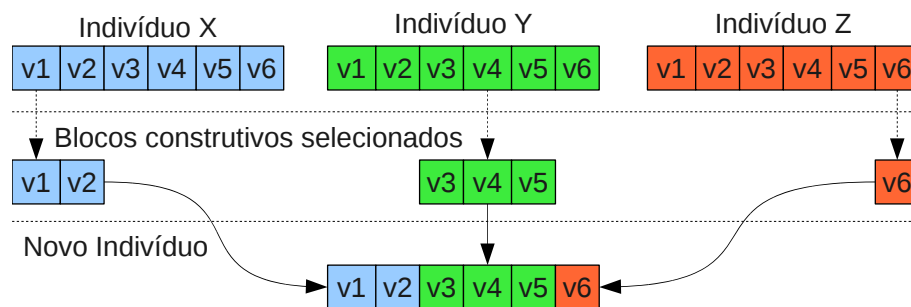 Indivíduo X Indivíduo Y Indivíduo Z
v1 v2 v3 v4 v5 v6 v1 v2 v3 v4 v5 v6 v1 v2 v3 v4 v5 v6
Blocos construtivos selecionados
v1 v2 v3 v4 v5 v6
Novo Indivíduo
v1 v2 v3 v4 v5 v6